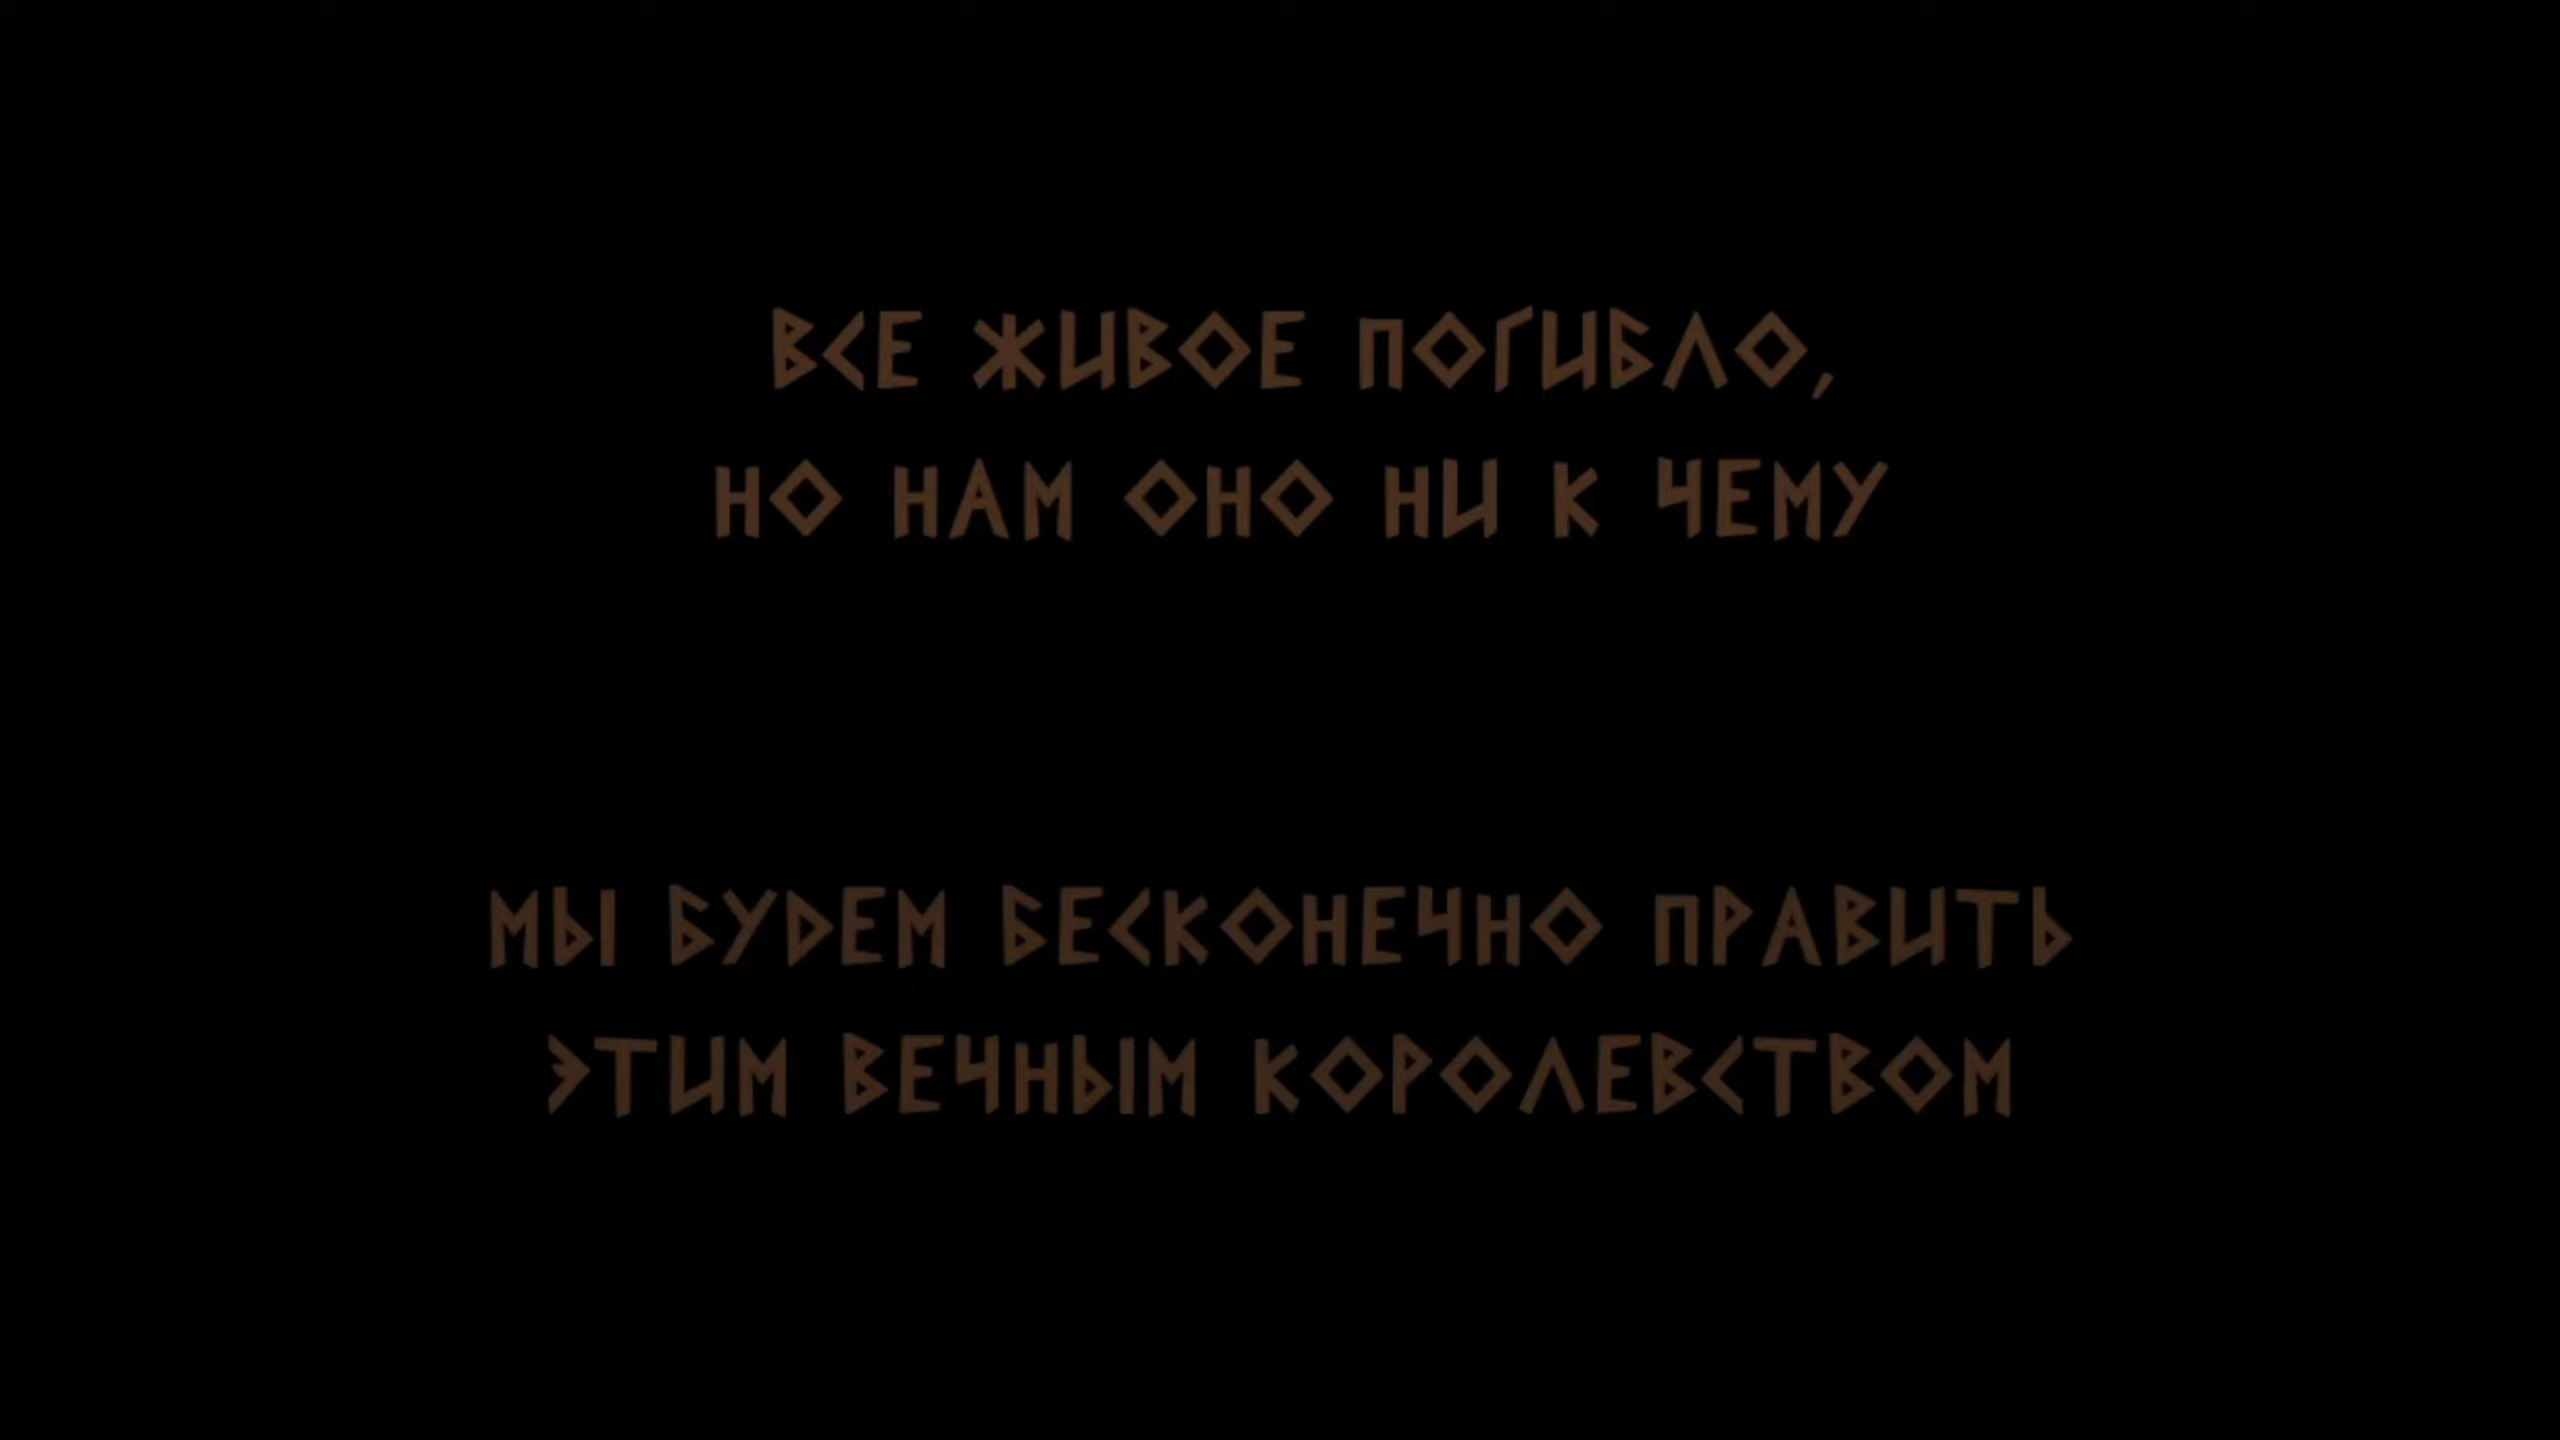 ВСЕ ЖИВОЕ ПОГИБЛО,
НО НАМ ОНО НИ К ЧЕМУ
МЫ БУДЕМ БЕСКОНЕЧНО ПРАВИТЬ
ЭТИМ ВЕЧНЫМ КОРОЛЕВСТВОМ